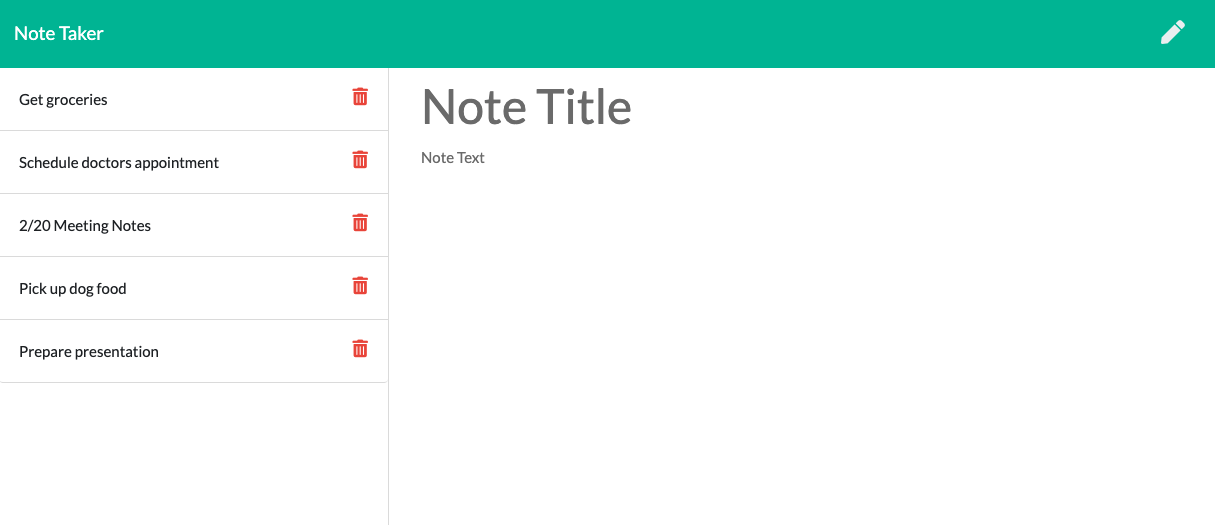 Note Taker
Get groceries
Schedule doctors appointment
2/20 Meeting Notes
Pick up dog food
Prepare presentation
Note Title
Note Text